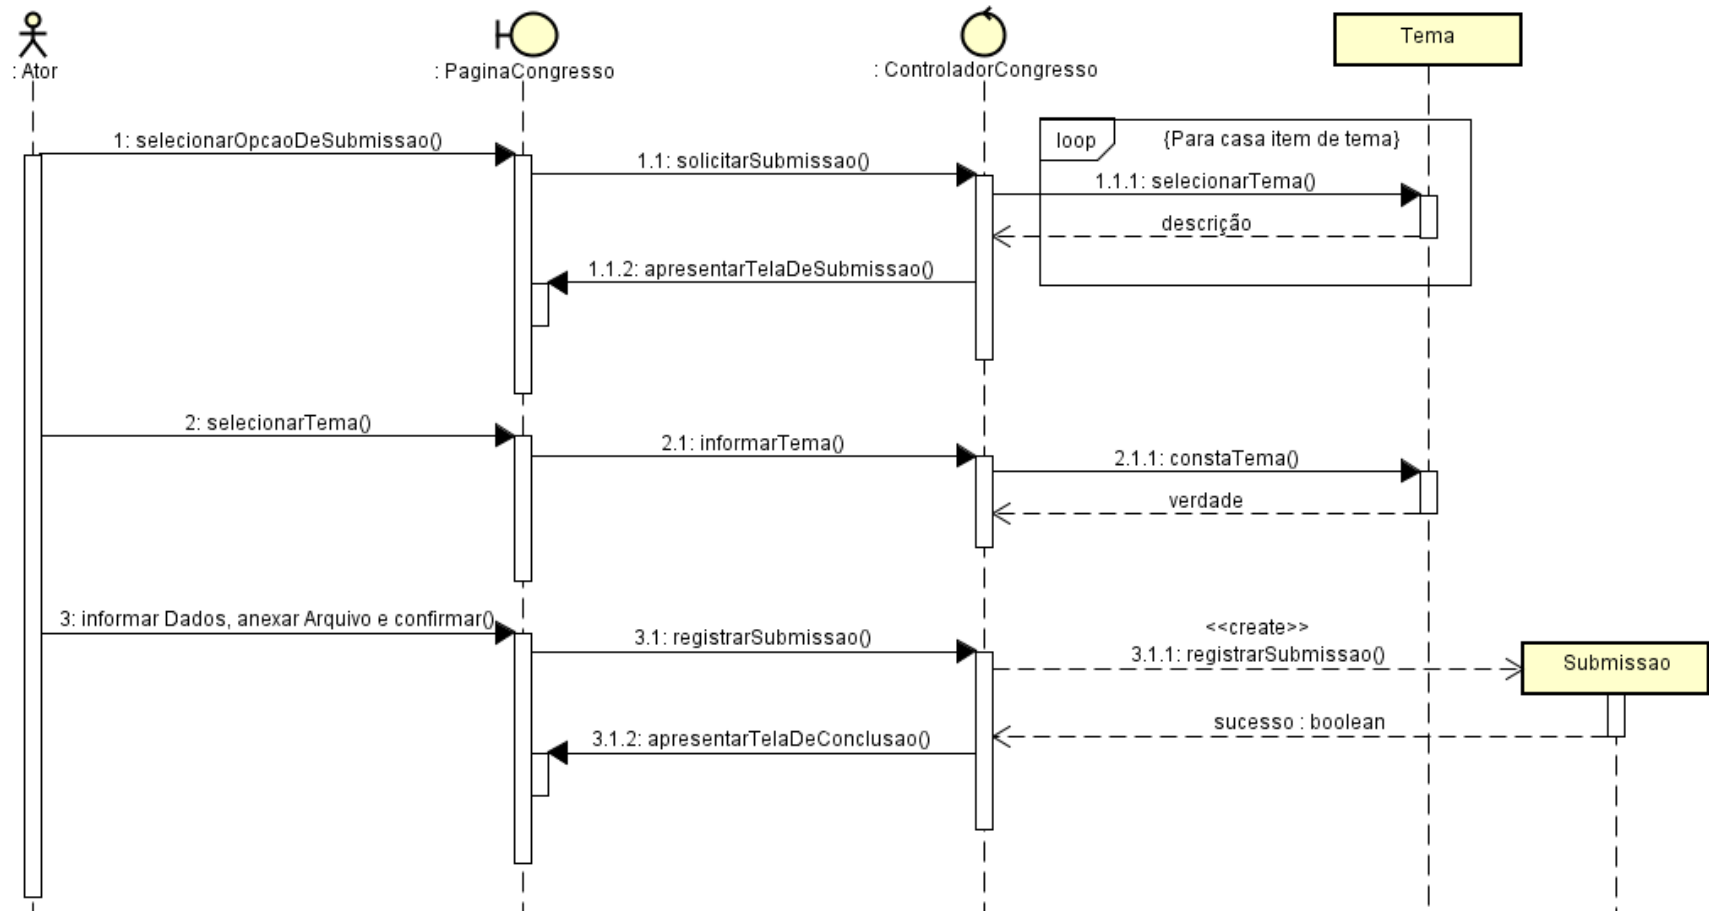 : Ator
: PaginaCongresso
: ControladorCongresso
Tema
1: selecionarOpcaoDeSubmissao()
1.1: solicitarSubmissao()
loop
{Para casa item de tema}
1.1.1: selecionarTema()
descrição
1.1.2: apresentarTelaDeSubmissao()
2: selecionarTema()
2.1: informarTema()
2.1.1: constaTema()
verdade
3: informar Dados, anexar Arquivo e confirmar()
3.1: registrarSubmissao()
<<create>>
3.1.1: registrarSubmissao()
Submissao
sucesso : boolean
3.1.2: apresentarTelaDeConclusao()